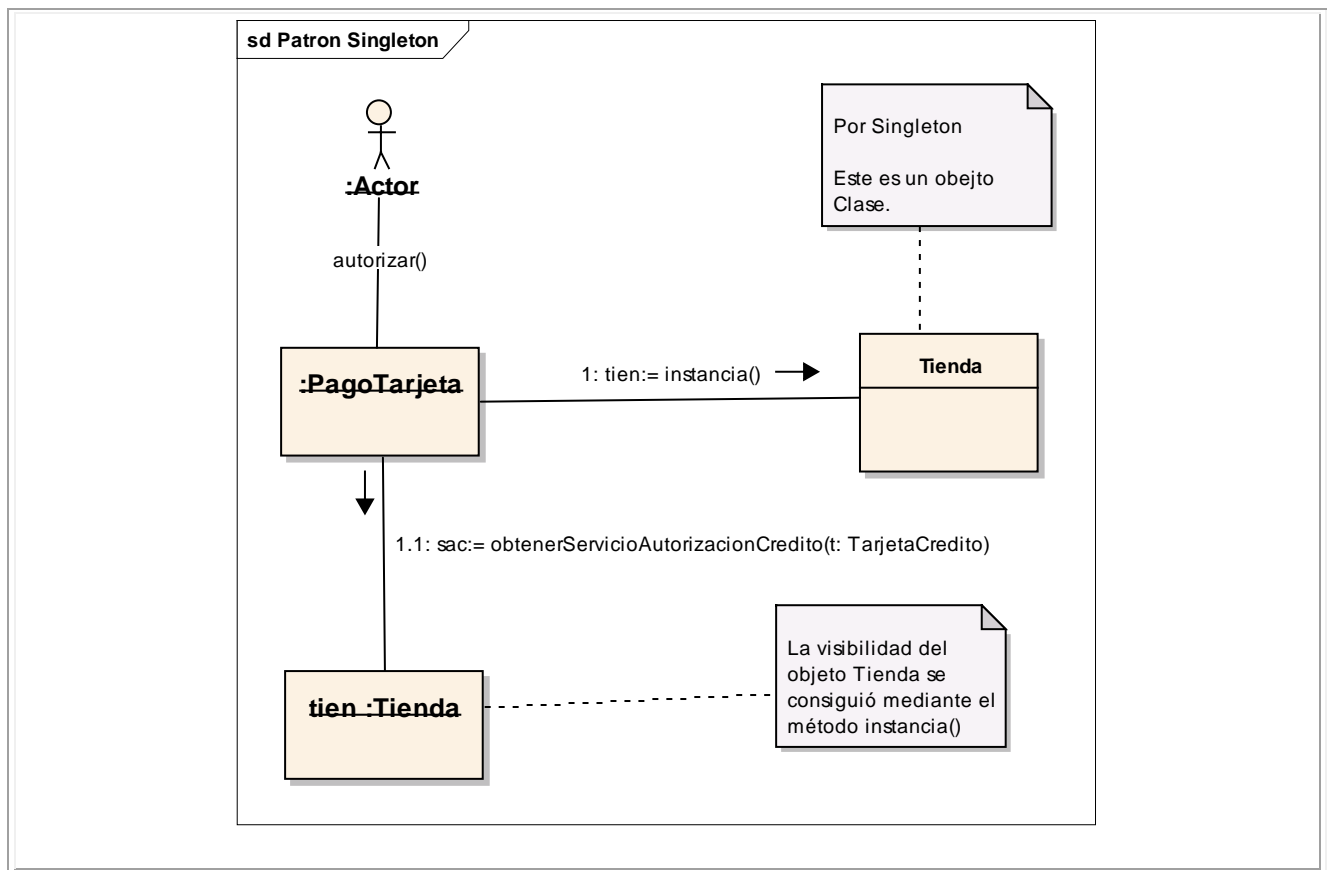 sd Patron Singleton
:Actor
autorizar()
Por Singleton
Este es un obejto
Clase.
:PagoTarjeta
1: tien:= instancia()
Tienda
1.1: sac:= obtenerServicioAutorizacionCredito(t: TarjetaCredito)
tien :Tienda
La visibilidad del
objeto Tienda se
consiguió mediante el
método instancia()